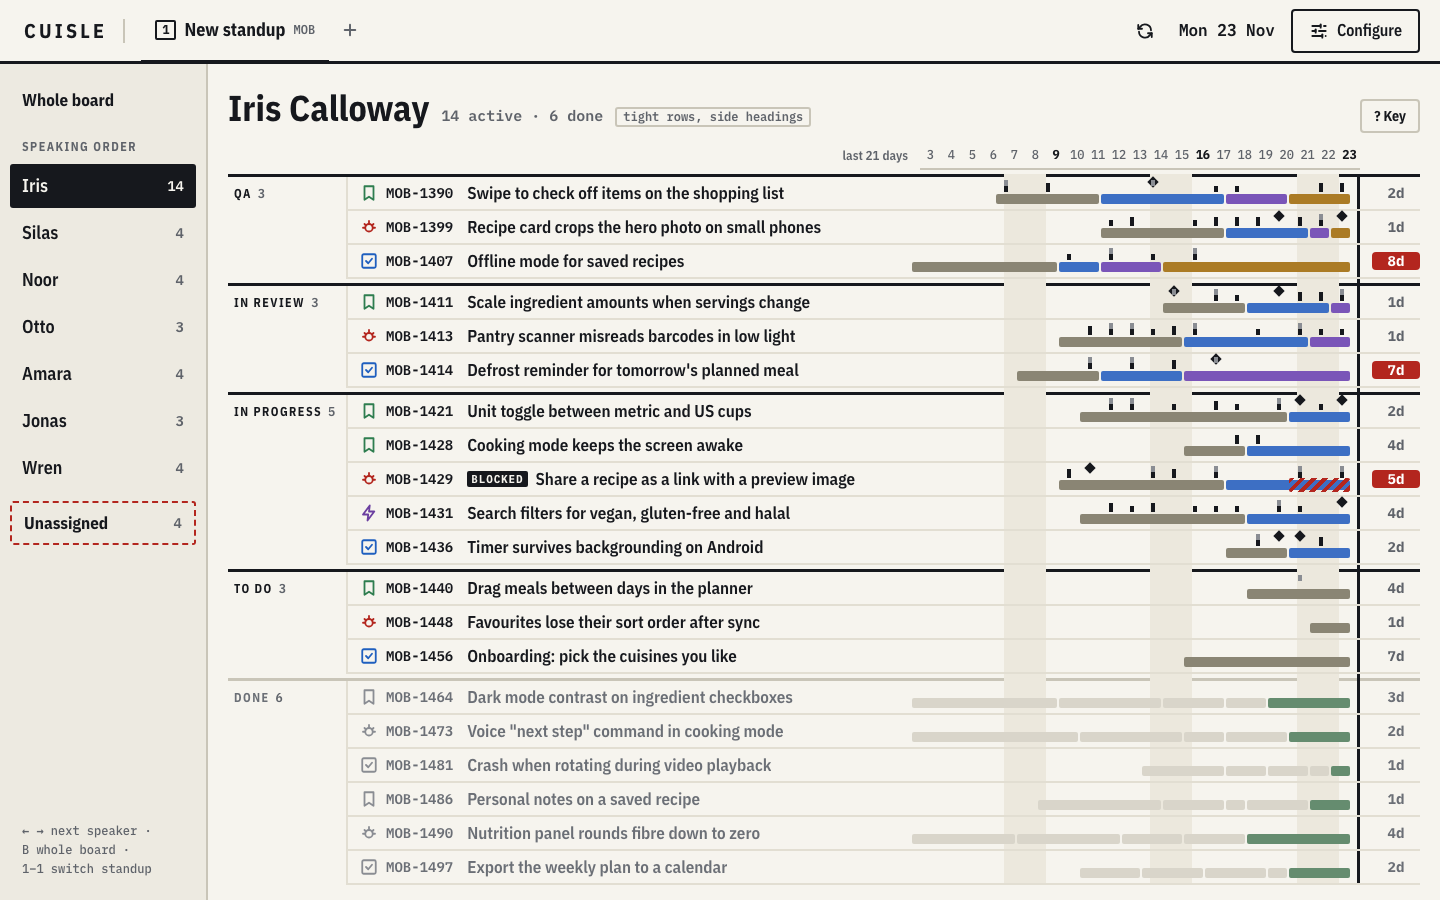 CUISLE
1 New standup MOB +
Mon 23 Nov
Configure
Whole board
SPEAKING ORDER
Iris 14
Silas 4
Noor 4
Otto 3
Amara 4
Jonas 3
Wren 4
Unassigned 4
← → next speaker ·
B whole board ·
1–1 switch standup
Iris Calloway 14 active · 6 done tight rows, side headings
? Key
last 21 days 3 4 5 6 7 8 9 10 11 12 13 14 15 16 17 18 19 20 21 22 23
QA 3
MOB-1390 Swipe to check off items on the shopping list 2d
MOB-1399 Recipe card crops the hero photo on small phones 1d
MOB-1407 Offline mode for saved recipes 8d
IN REVIEW 3
MOB-1411 Scale ingredient amounts when servings change 1d
MOB-1413 Pantry scanner misreads barcodes in low light 1d
MOB-1414 Defrost reminder for tomorrow's planned meal 7d
IN PROGRESS 5
MOB-1421 Unit toggle between metric and US cups 2d
MOB-1428 Cooking mode keeps the screen awake 4d
MOB-1429 BLOCKED Share a recipe as a link with a preview image 5d
MOB-1431 Search filters for vegan, gluten-free and halal 4d
MOB-1436 Timer survives backgrounding on Android 2d
TO DO 3
MOB-1440 Drag meals between days in the planner 4d
MOB-1448 Favourites lose their sort order after sync 1d
MOB-1456 Onboarding: pick the cuisines you like 7d
DONE 6
MOB-1464 Dark mode contrast on ingredient checkboxes 3d
MOB-1473 Voice "next step" command in cooking mode 2d
MOB-1481 Crash when rotating during video playback 1d
MOB-1486 Personal notes on a saved recipe 1d
MOB-1490 Nutrition panel rounds fibre down to zero 4d
MOB-1497 Export the weekly plan to a calendar 2d